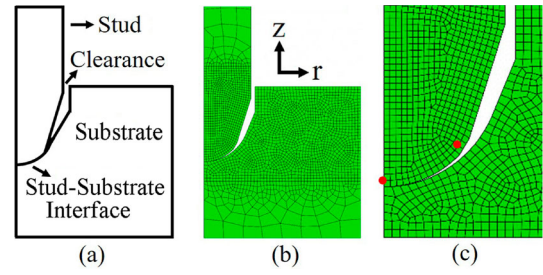 Stud
Clearance
Substrate
Stud-Substrate
Interface
z
r
(a)
(b)
(c)